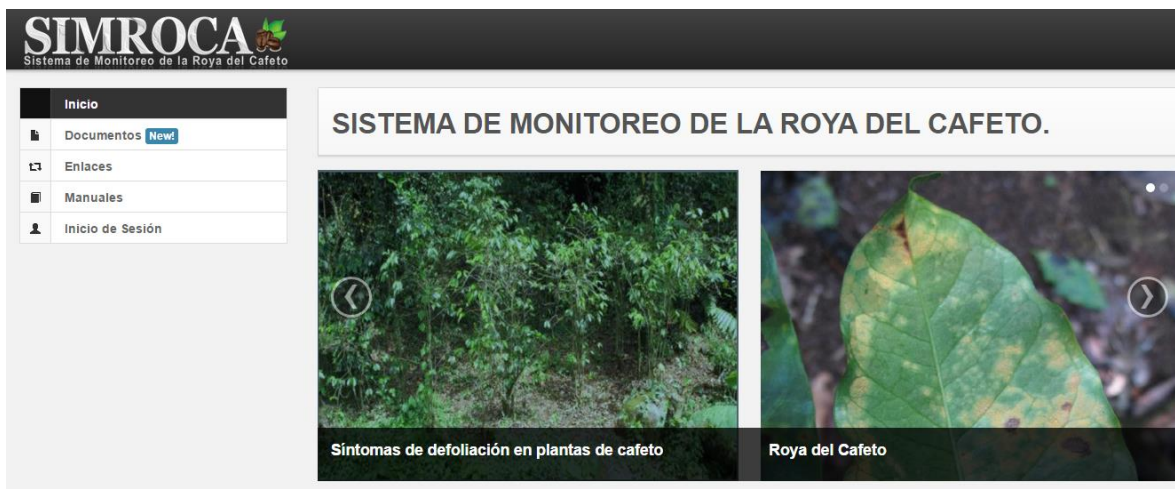 SIMROCA
Sistema de Monitoreo de la Roya del Cafeto
Inicio
Documentos New!
Enlaces
Manuales
Inicio de Sesión
SISTEMA DE MONITOREO DE LA ROYA DEL CAFETO.
Síntomas de defoliación en plantas de cafeto
Roya del Cafeto